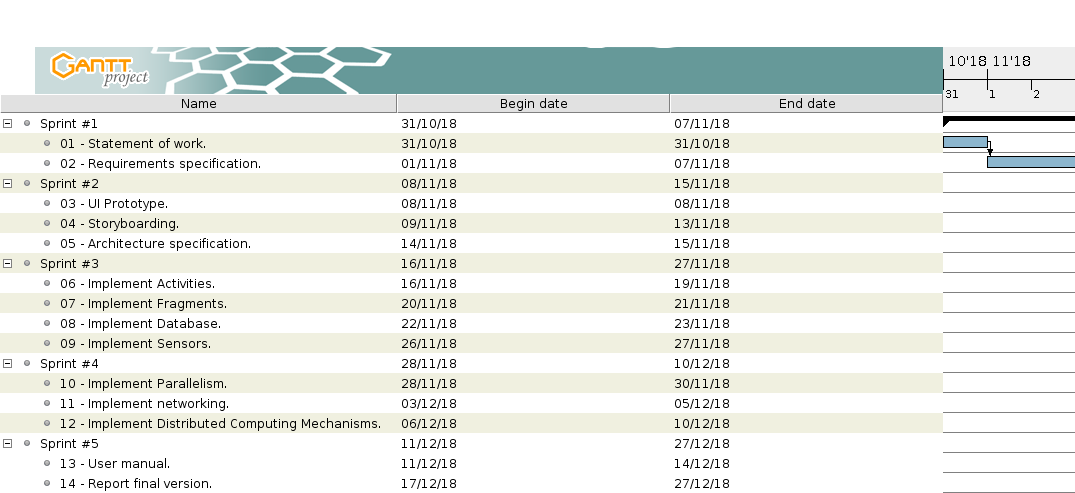 GANTT
project
10'18 11'18
31 1 2
Name Begin date End date
Sprint #1 31/10/18 07/11/18
01 - Statement of work. 31/10/18 31/10/18
02 - Requirements specification. 01/11/18 07/11/18
Sprint #2 08/11/18 15/11/18
03 - UI Prototype. 08/11/18 08/11/18
04 - Storyboarding. 09/11/18 13/11/18
05 - Architecture specification. 14/11/18 15/11/18
Sprint #3 16/11/18 27/11/18
06 - Implement Activities. 16/11/18 19/11/18
07 - Implement Fragments. 20/11/18 21/11/18
08 - Implement Database. 22/11/18 23/11/18
09 - Implement Sensors. 26/11/18 27/11/18
Sprint #4 28/11/18 10/12/18
10 - Implement Parallelism. 28/11/18 30/11/18
11 - Implement networking. 03/12/18 05/12/18
12 - Implement Distributed Computing Mechanisms. 06/12/18 10/12/18
Sprint #5 11/12/18 27/12/18
13 - User manual. 11/12/18 14/12/18
14 - Report final version. 17/12/18 27/12/18